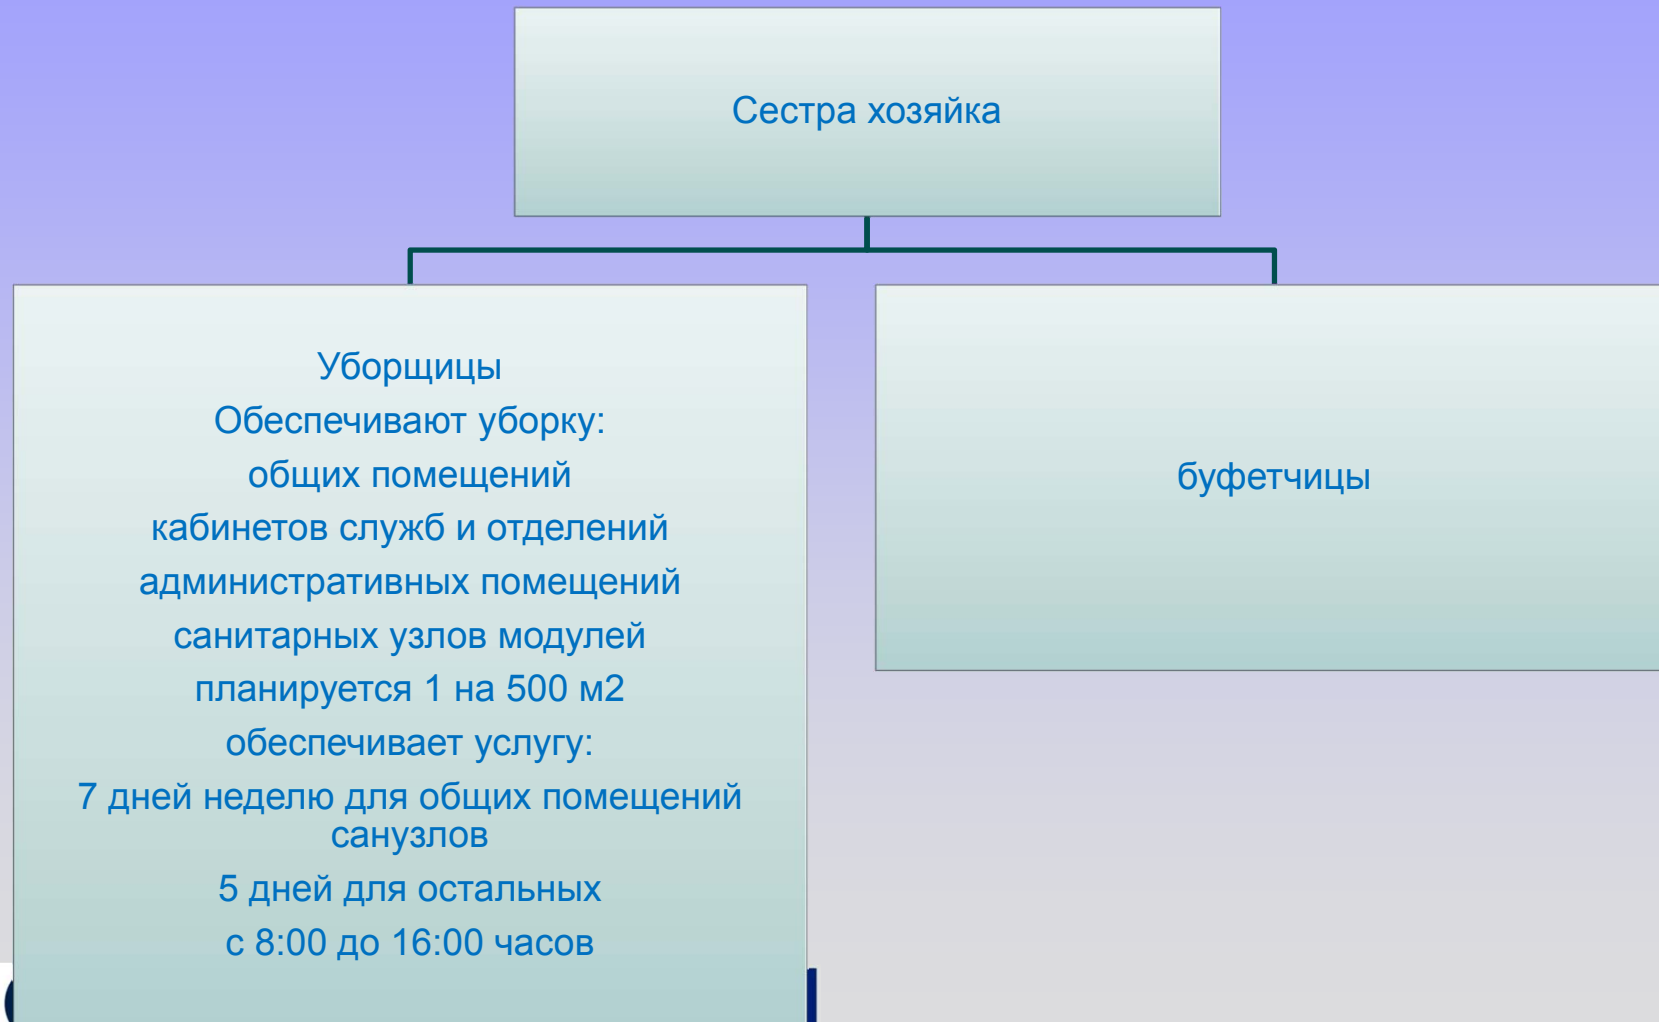 Сестра хозяйка
Уборщицы
Обеспечивают уборку:
общих помещений
кабинетов служб и отделений
административных помещений
санитарных узлов модулей
планируется 1 на 500 м2
обеспечивает услугу:
7 дней неделю для общих помещений
санузлов
5 дней для остальных
с 8:00 до 16:00 часов
буфетчицы